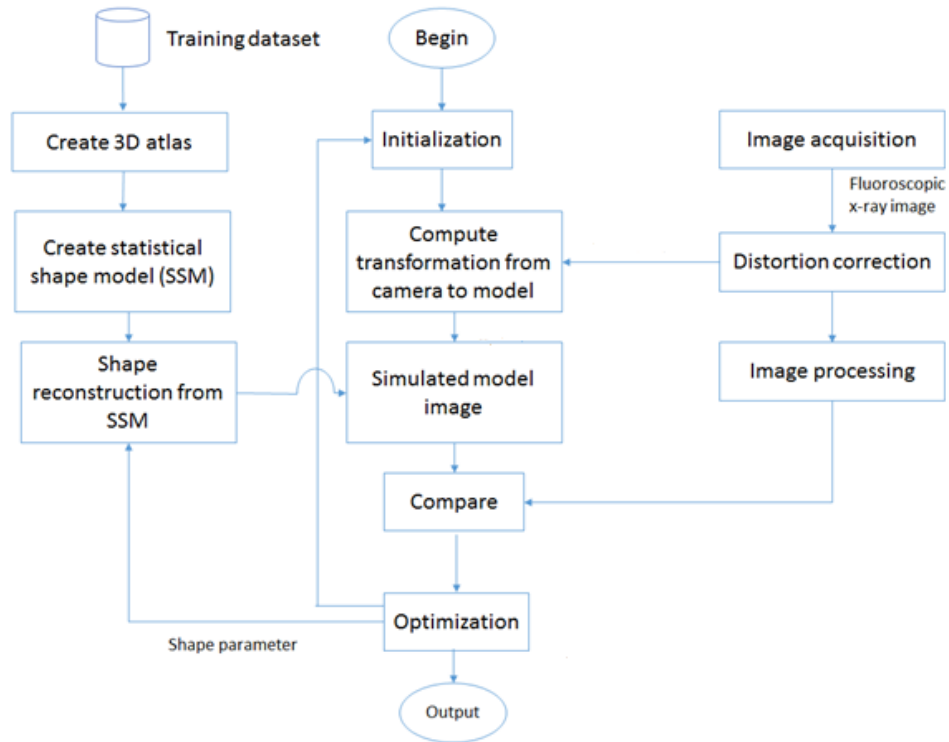 Training dataset
Begin
Create 3D atlas
Initialization
Image acquisition
Fluoroscopic
x-ray image
Create statistical
shape model (SSM)
Compute
transformation from
camera to model
Distortion correction
Shape
reconstruction from
SSM
Simulated model
image
Image processing
Compare
Optimization
Shape parameter
Output